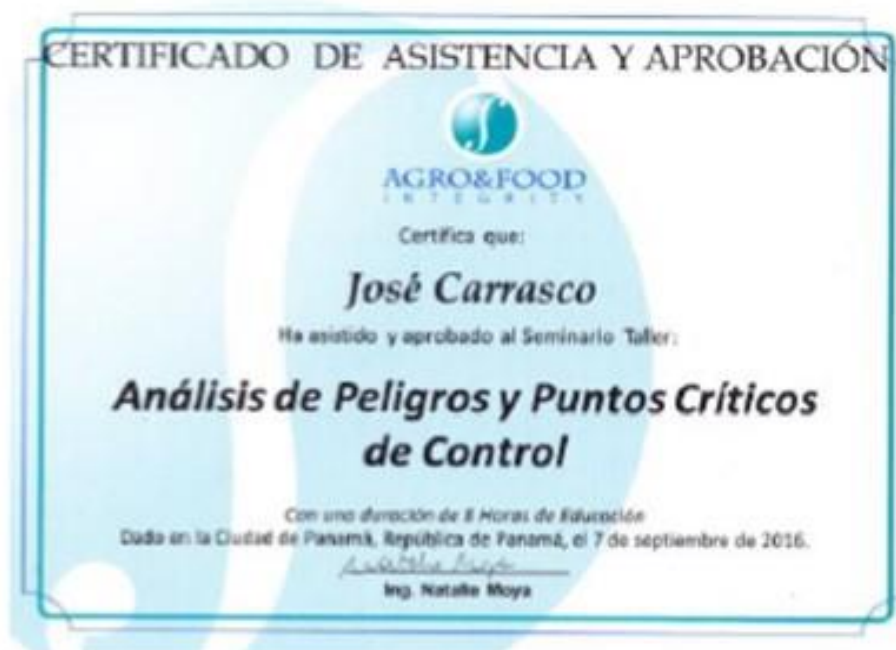 CERTIFICADO DE ASISTENCIA Y APROBACIÓN
AGRO&FOOD
INTEGRITY
Certifica que:
José Carrasco
Ha asistido y aprobado al Seminario Taller:
Análisis de Peligros y Puntos Críticos
de Control
Con una duración de 8 Horas de Educación
Dado en la Ciudad de Panamá, República de Panamá, el 7 de septiembre de 2016.
Natalie Moya
Ing. Natalie Moya